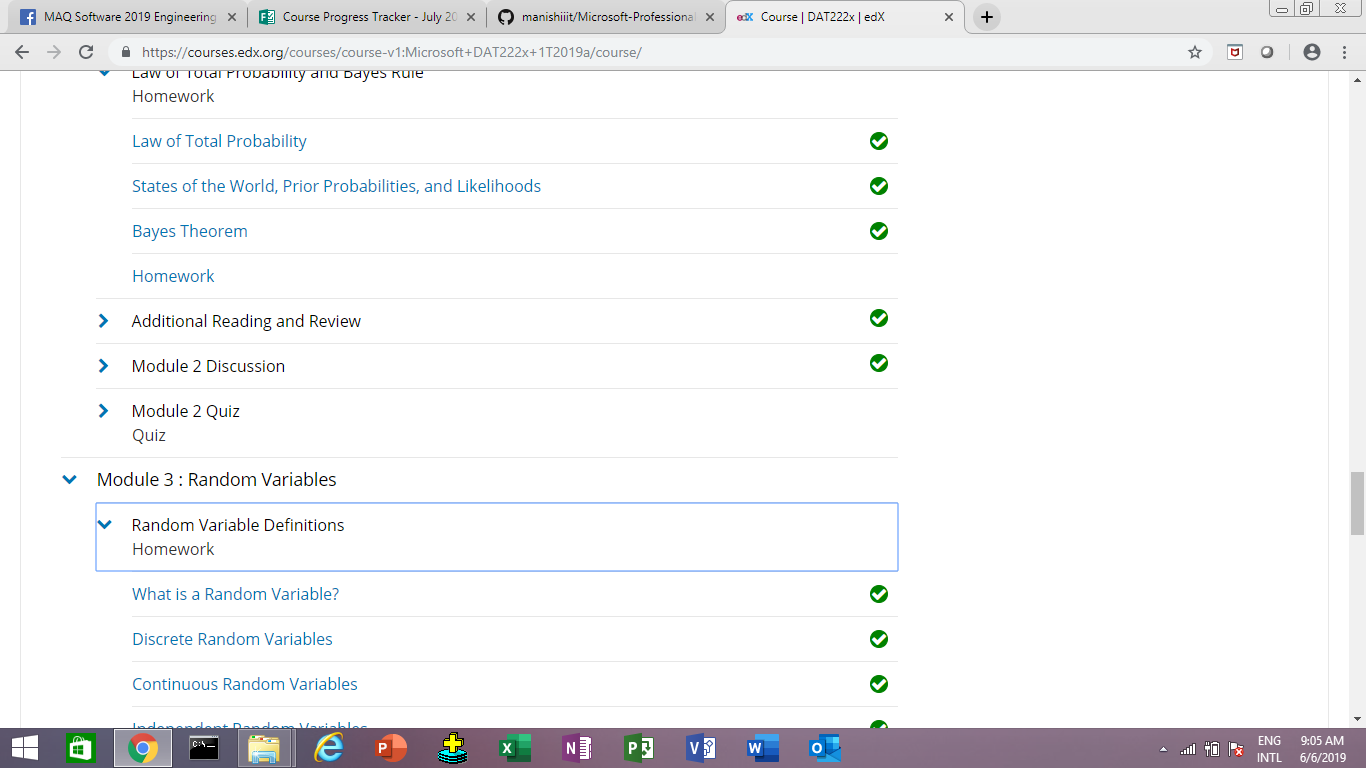 MAQ Software 2019 Engineering
Course Progress Tracker - July 20
manishiiit/Microsoft-Professional
edX Course | DAT222x | edX
https://courses.edx.org/courses/course-v1:Microsoft+DAT222x+1T2019a/course/
Law of Total Probability and Bayes Rule
Homework
Law of Total Probability
States of the World, Prior Probabilities, and Likelihoods
Bayes Theorem
Homework
Additional Reading and Review
Module 2 Discussion
Module 2 Quiz
Quiz
Module 3 : Random Variables
Random Variable Definitions
Homework
What is a Random Variable?
Discrete Random Variables
Continuous Random Variables
Independent Random Variables
ENG
INTL
9:05 AM
6/6/2019